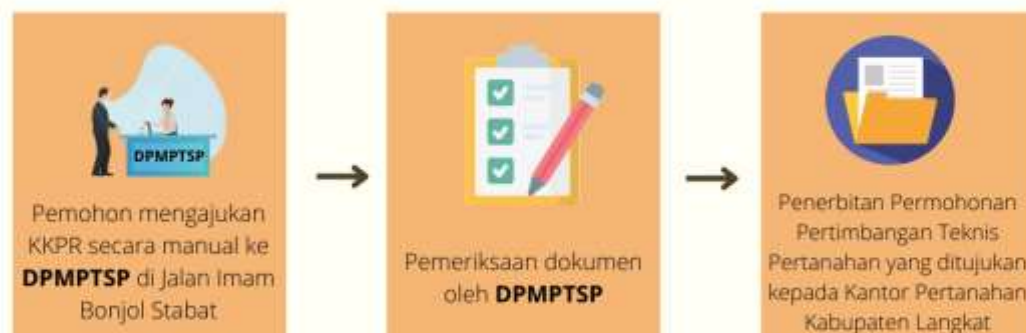 DPMPTSP
Pemohon mengajukan
KKPR secara manual ke
DPMPTSP di Jalan Imam
Bonjol Stabat
Pemeriksaan dokumen
oleh DPMPTSP
Penerbitan Permohonan
Pertimbangan Teknis
Pertanahan yang ditujukan
kepada Kantor Pertanahan
Kabupaten Langkat